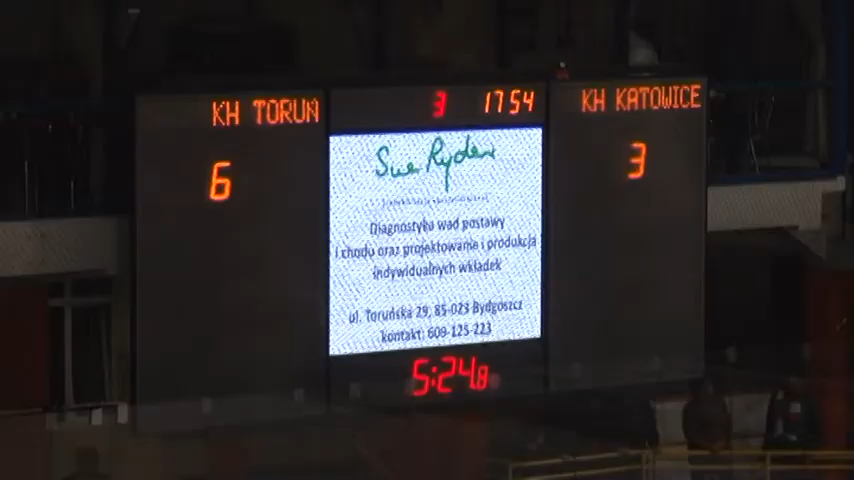 KH TORUN
3
17 54
KH KATOWICE
6
3
Sue Ryder
Diagnostyka wad postawy
i chodu oraz projektowanie i produkcja
indywidualnych wkładek
ul. Toruńska 29, 85-023 Bydgoszcz
kontakt: 609-125-223
5:24.8